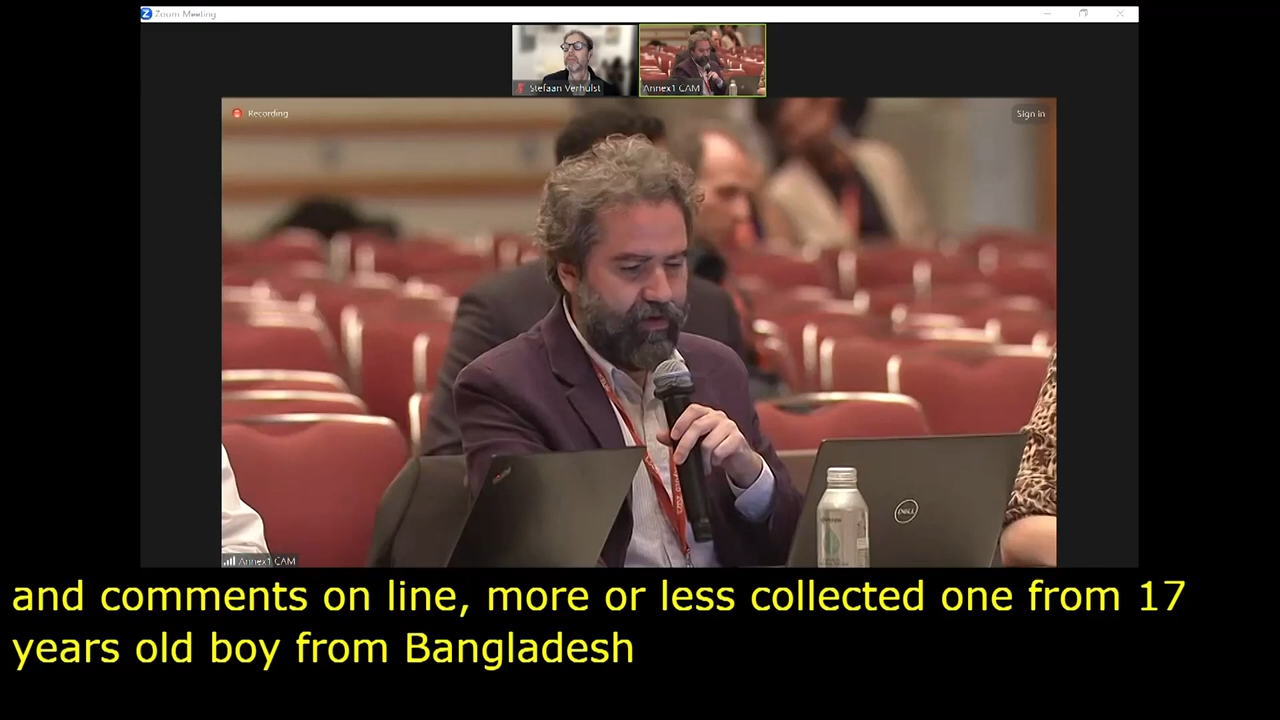 Zoom Meeting
Stefaan Verhulst
Annex1 CAM
Recording
Sign in
DELL
Annex1 CAM
and comments on line, more or less collected one from 17
years old boy from Bangladesh